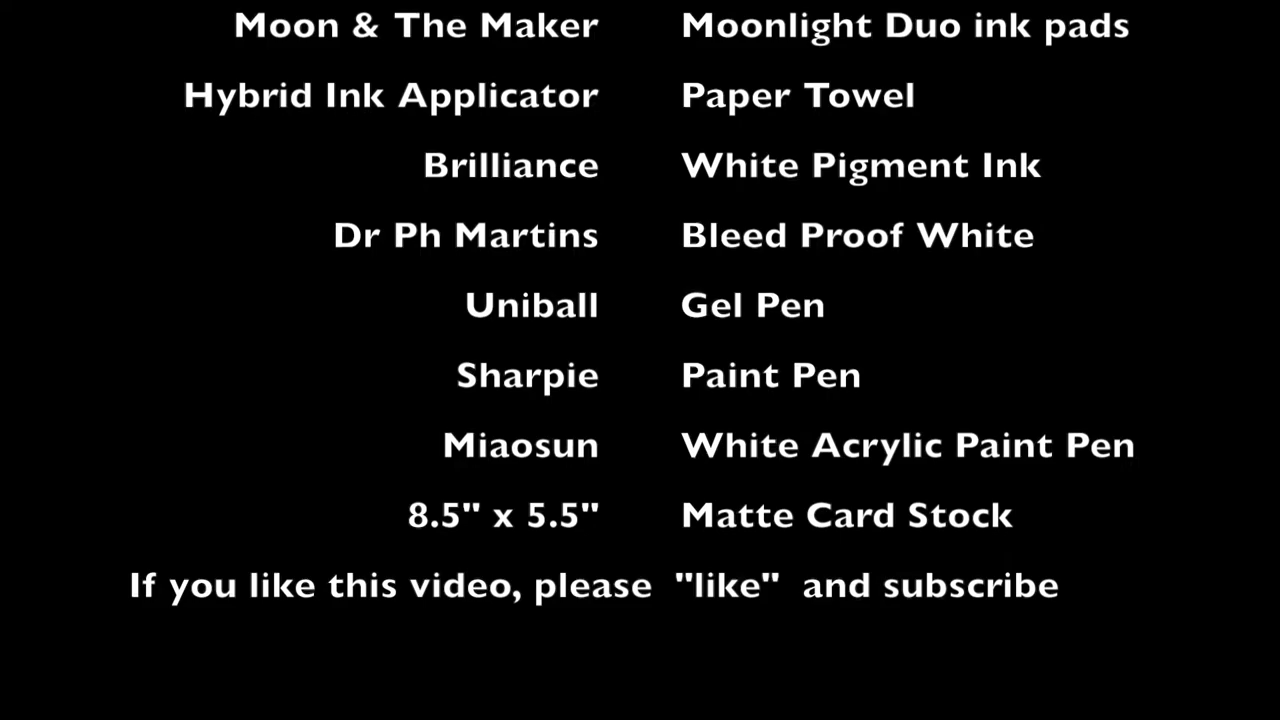 Moon & The Maker Moonlight Duo ink pads
Hybrid Ink Applicator Paper Towel
Brilliance White Pigment Ink
Dr Ph Martins Bleed Proof White
Uniball Gel Pen
Sharpie Paint Pen
Miaosun White Acrylic Paint Pen
8.5" x 5.5" Matte Card Stock
If you like this video, please "like" and subscribe